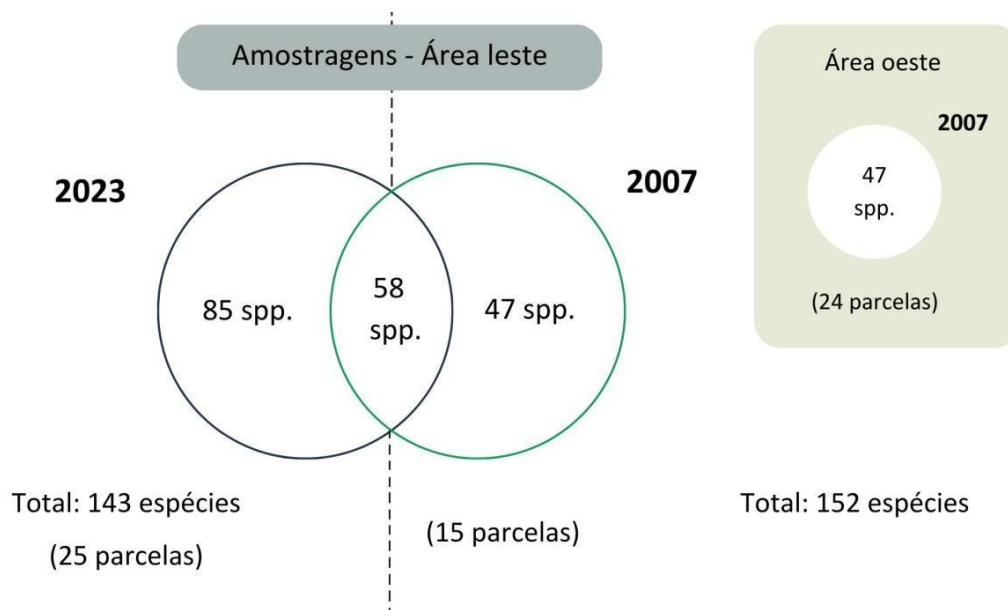 Amostragens - Área leste
2023
2007
85 spp.
58
spp.
47 spp.
Total: 143 espécies
(25 parcelas)
(15 parcelas)
Área oeste
2007
47
spp.
(24 parcelas)
Total: 152 espécies